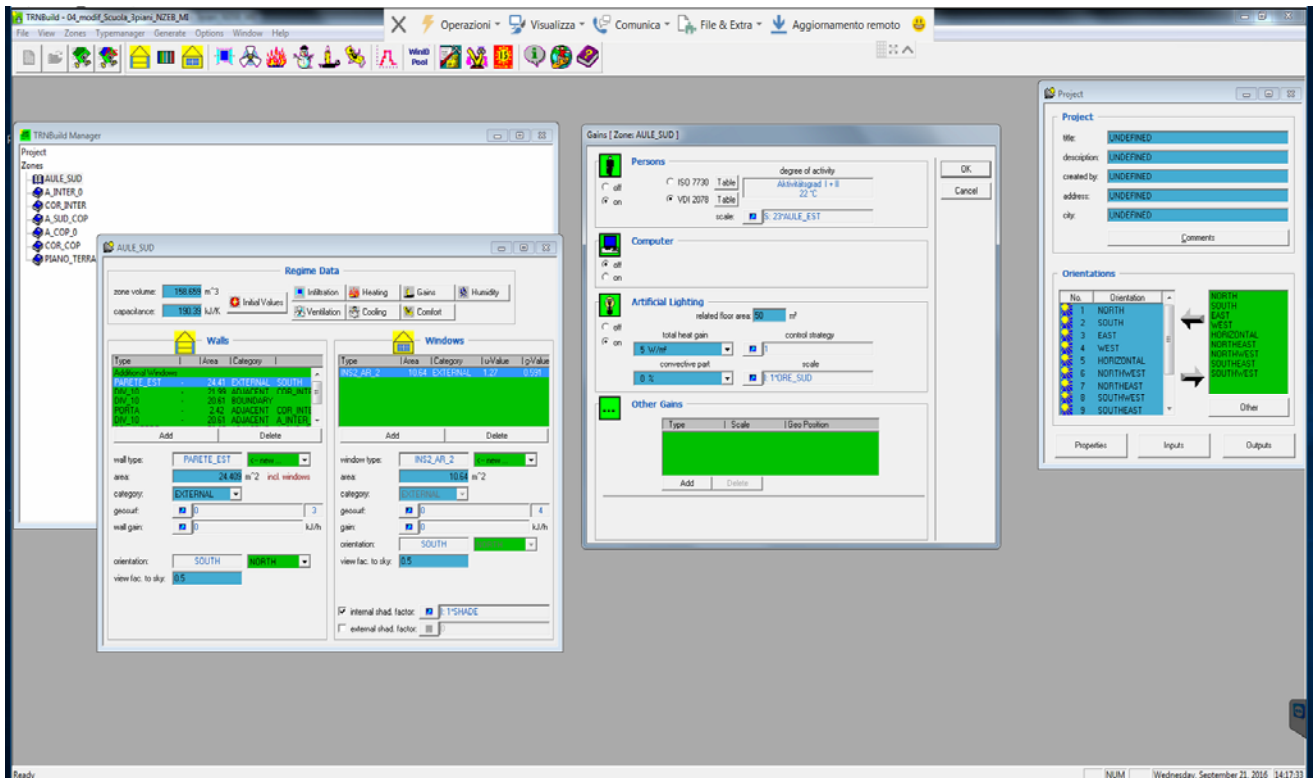 TRNBuild - 04_modif_Scuola_3piani_NZEB_MI
Operazioni Visualizza Comunica File & Extra Aggiornamento remoto
File View Zones Typemanager Generate Options Window Help
WinID
Pool
TRNBuild Manager
Project
Zones
AULE_SUD
A_INTER_0
COR_INTER
A_SUD_COP
A_COP_0
COR_COP
PIANO_TERRA
AULE_SUD
Regime Data
zone volume: 158.659 m^3
capacitance: 190.39 kJ/K
Initial Values
Infiltration Heating Gains Humidity
Ventilation Cooling Comfort
Walls
Type Area Category
Additional Windows
PARETE_EST - 24.41 EXTERNAL SOUTH
DIV_10 - 21.99 ADJACENT COR_INTE
DIV_10 - 20.61 BOUNDARY
PORTA - 2.42 ADJACENT COR_INTE
DIV_10 - 20.61 ADJACENT A_INTER_
Add Delete
wall type: PARETE_EST <- new ...
area: 24.409 m^2 incl. windows
category: EXTERNAL
geosurf: 0 3
wall gain: 0 kJ/h
orientation: SOUTH NORTH
view fac. to sky: 0.5
Windows
Type Area Category u-Value g-Value
INS2_AR_2 10.64 EXTERNAL 1.27 0.591
Add Delete
window type: INS2_AR_2 <- new ...
area: 10.64 m^2
category: EXTERNAL
geosurf: 0 4
gain: 0 kJ/h
orientation: SOUTH
view fac. to sky: 0.5
internal shad. factor: I: 1*SHADE
external shad. factor: 0
Gains [ Zone: AULE_SUD ]
OK
Cancel
Persons
off
on
ISO 7730 Table
VDI 2078 Table
degree of activity
Aktivitätsgrad I + II
22 °C
scale: S: 23*AULE_EST
Computer
off
on
Artificial Lighting
off
on
related floor area: 50 m²
total heat gain control strategy
5 W/m² 1
convective part scale
0 % I: 1*ORE_SUD
Other Gains
Type Scale Geo Position
Add Delete
Project
Project
title: UNDEFINED
description: UNDEFINED
created by: UNDEFINED
address: UNDEFINED
city: UNDEFINED
Comments
Orientations
No. Orientation
1 NORTH
2 SOUTH
3 EAST
4 WEST
5 HORIZONTAL
6 NORTHWEST
7 NORTHEAST
8 SOUTHWEST
9 SOUTHEAST
NORTH
SOUTH
EAST
WEST
HORIZONTAL
NORTHEAST
NORTHWEST
SOUTHEAST
SOUTHWEST
Other
Properties Inputs Outputs
Ready
NUM Wednesday, September 21, 2016 14:17:33